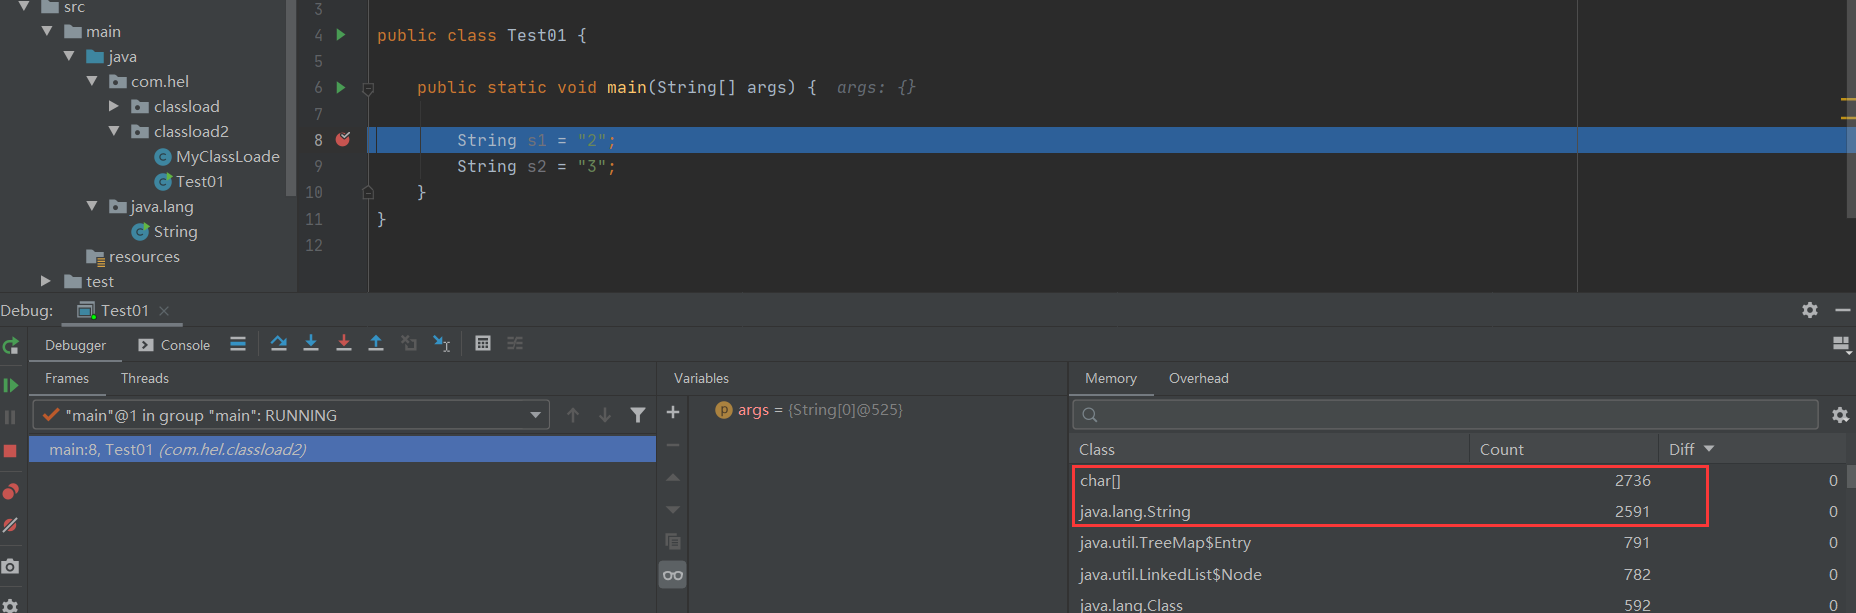 src
main
java
com.hel
classload
classload2
MyClassLoade
Test01
java.lang
String
resources
test
3
4 public class Test01 {
5
6 public static void main(String[] args) { args: {}
7
8 String s1 = "2";
9 String s2 = "3";
10 }
11 }
12
Debug: Test01
Debugger Console
Frames Threads
"main"@1 in group "main": RUNNING
main:8, Test01 (com.hel.classload2)
Variables
args = {String[0]@525}
Memory Overhead
Class Count Diff
char[] 2736 0
java.lang.String 2591 0
java.util.TreeMap$Entry 791 0
java.util.LinkedList$Node 782 0
java.lang.Class 592 0